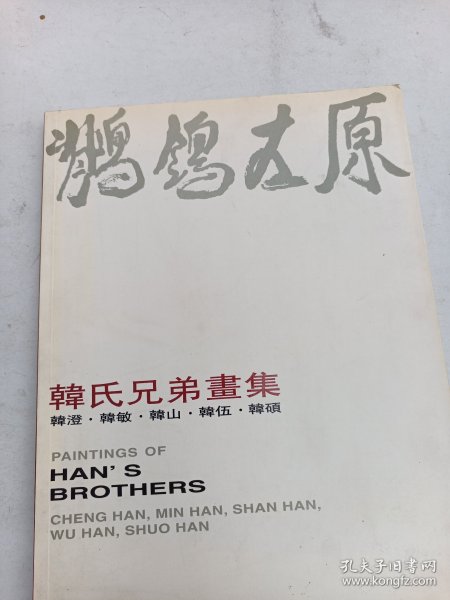 鶺鴒在原
韓氏兄弟畫集
韓澄·韓敏·韓山·韓伍·韓碩
PAINTINGS OF
HAN'S
BROTHERS
CHENG HAN, MIN HAN, SHAN HAN,
WU HAN, SHUO HAN
孔夫子旧书网
www.kongfz.com